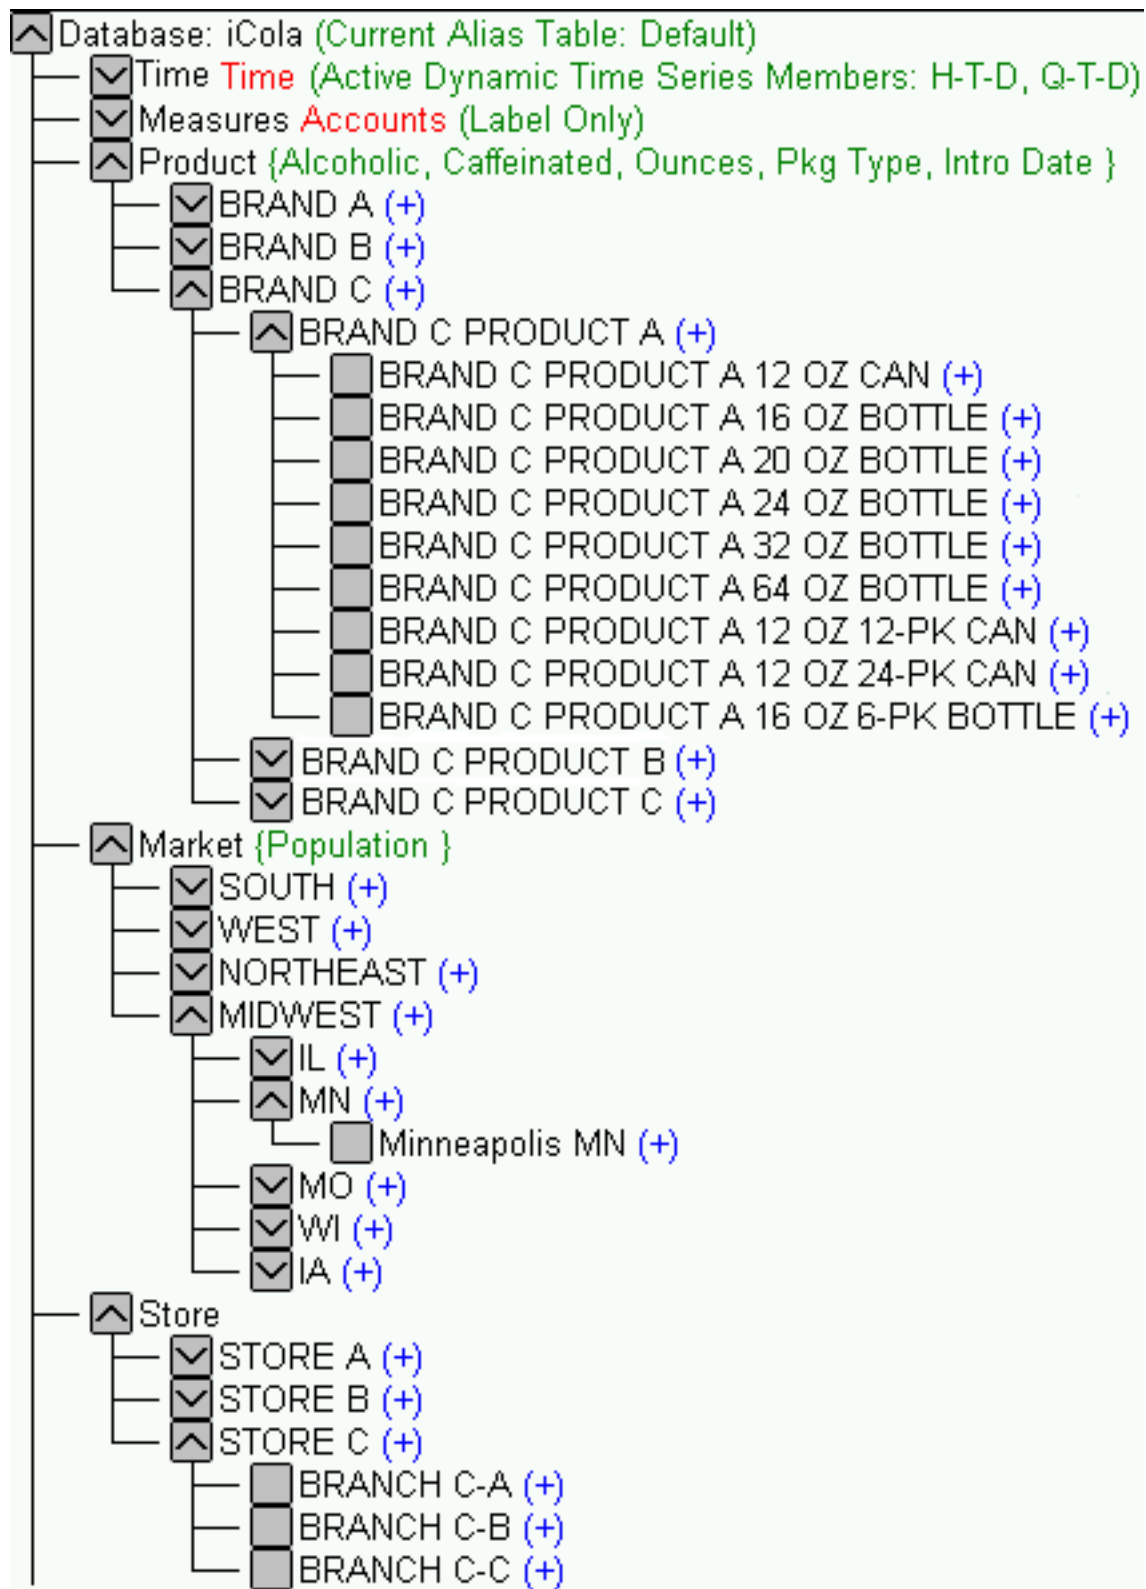 Database: iCola (Current Alias Table: Default)
Time Time (Active Dynamic Time Series Members: H-T-D, Q-T-D)
Measures Accounts (Label Only)
Product {Alcoholic, Caffeinated, Ounces, Pkg Type, Intro Date }
BRAND A (+)
BRAND B (+)
BRAND C (+)
BRAND C PRODUCT A (+)
BRAND C PRODUCT A 12 OZ CAN (+)
BRAND C PRODUCT A 16 OZ BOTTLE (+)
BRAND C PRODUCT A 20 OZ BOTTLE (+)
BRAND C PRODUCT A 24 OZ BOTTLE (+)
BRAND C PRODUCT A 32 OZ BOTTLE (+)
BRAND C PRODUCT A 64 OZ BOTTLE (+)
BRAND C PRODUCT A 12 OZ 12-PK CAN (+)
BRAND C PRODUCT A 12 OZ 24-PK CAN (+)
BRAND C PRODUCT A 16 OZ 6-PK BOTTLE (+)
BRAND C PRODUCT B (+)
BRAND C PRODUCT C (+)
Market {Population }
SOUTH (+)
WEST (+)
NORTHEAST (+)
MIDWEST (+)
IL (+)
MN (+)
Minneapolis MN (+)
MO (+)
WI (+)
IA (+)
Store
STORE A (+)
STORE B (+)
STORE C (+)
BRANCH C-A (+)
BRANCH C-B (+)
BRANCH C-C (+)